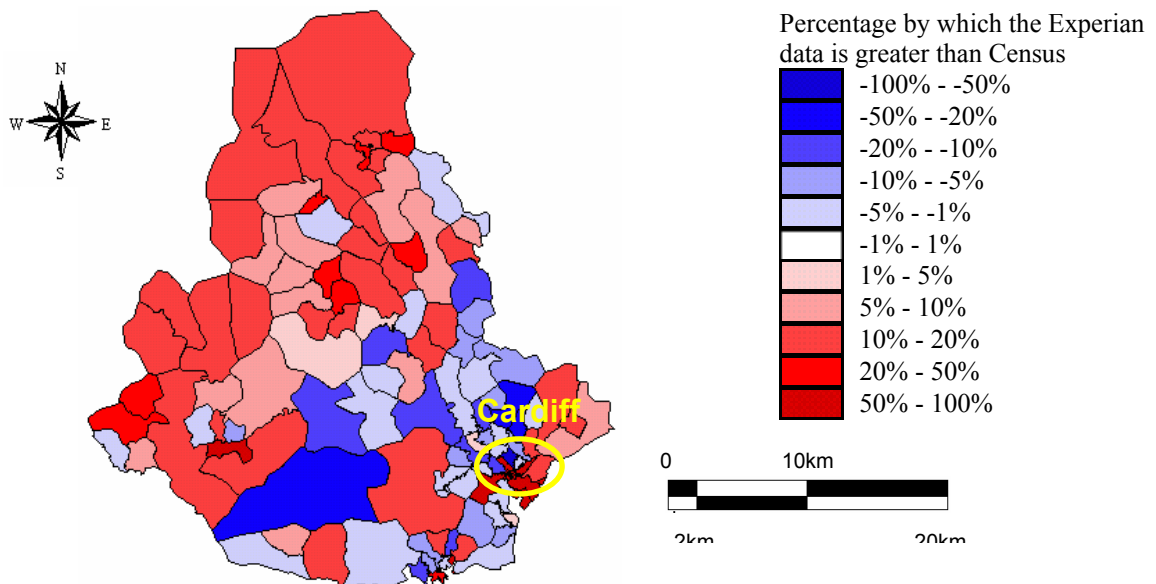 Percentage by which the Experian
data is greater than Census
-100% - -50%
-50% - -20%
-20% - -10%
-10% - -5%
-5% - -1%
-1% - 1%
1% - 5%
5% - 10%
10% - 20%
20% - 50%
50% - 100%
N
W E
S
Cardiff
0 10km
2km 20km